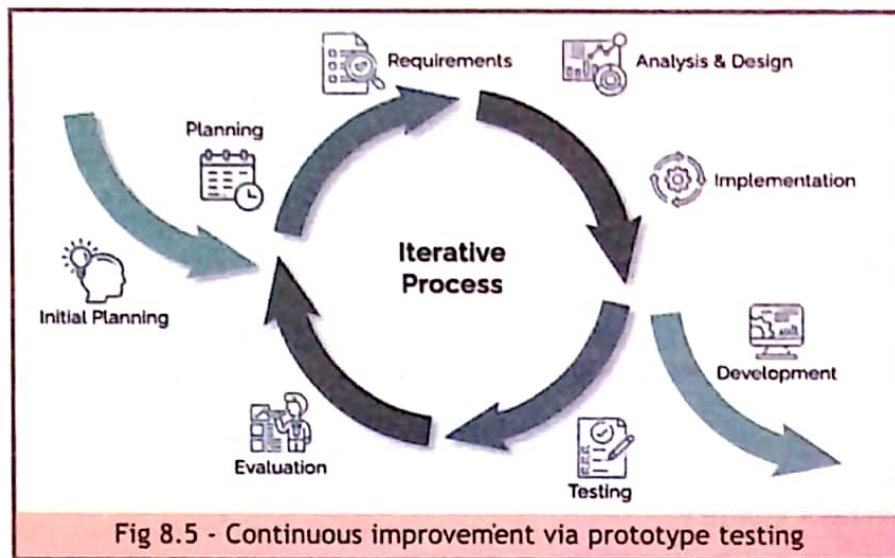 Requirements
Analysis & Design
Planning
Implementation
Iterative
Process
Initial Planning
Development
Evaluation
Testing
Fig 8.5 - Continuous improvement via prototype testing